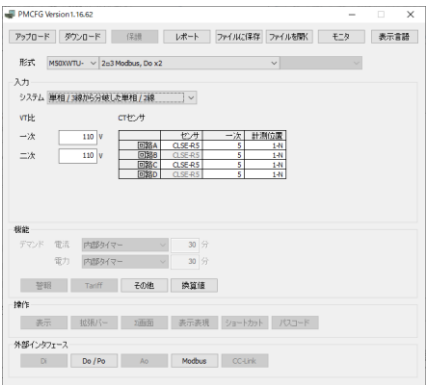 PMCFG Version1.16.62
アップロード ダウンロード 保護 レポート ファイルに保存 ファイルを開く モニタ 表示言語
形式 M50XWTU- 2o3 Modbus, Do x2
入力
システム 単相/3線から分岐した単相/2線
VT比 CTセンサ
一次 110 V
二次 110 V
センサ 一次 計測位置
回路A CLSE-R5 5 1-N
回路B CLSE-R5 5 1-N
回路C CLSE-R5 5 1-N
回路D CLSE-R5 5 1-N
機能
デマンド 電流 内部タイマー 30 分
電力 内部タイマー 30 分
警報 Tariff その他 換算値
操作
表示 拡張バー 1画面 表示表現 ショートカット パスコード
外部インタフェース
Di Do / Po Ao Modbus CC-Link